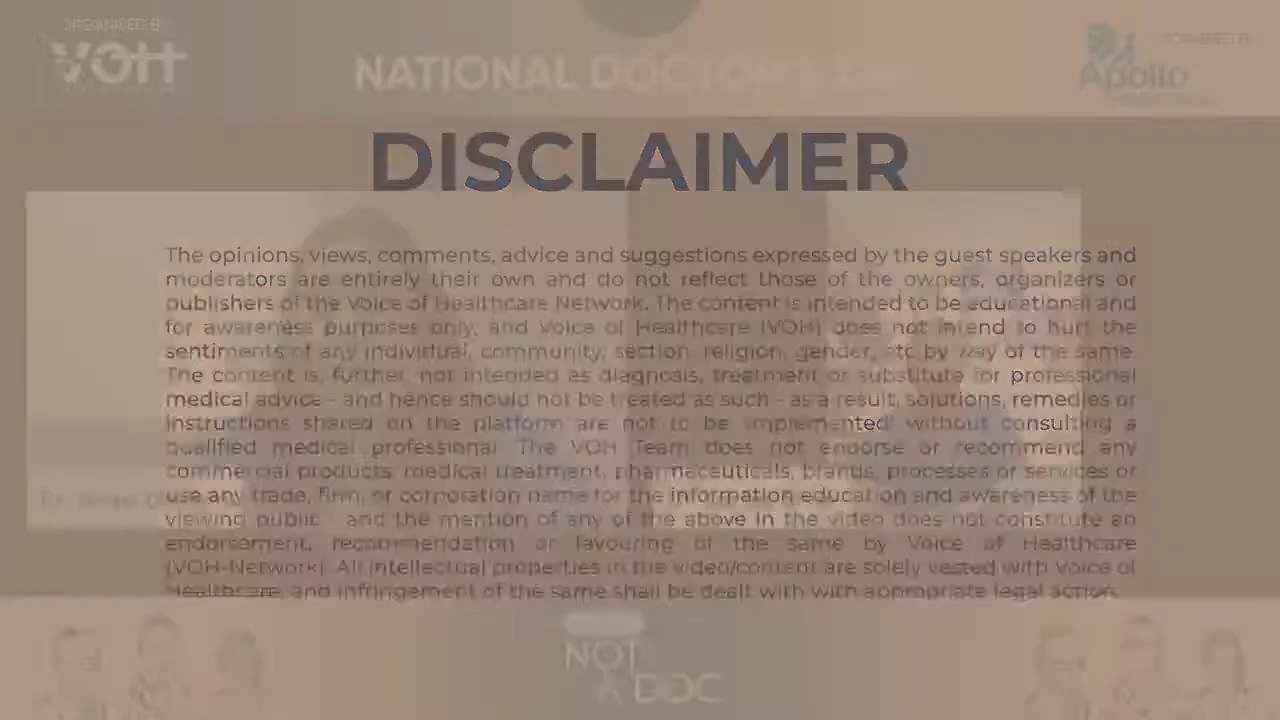 ORGANISED BY
VOH
NATIONAL DOCTOR'S DAY
POWERED BY
Apollo
DISCLAIMER
The opinions, views, comments, advice and suggestions expressed by the guest speakers and
moderators are entirely their own and do not reflect those of the owners, organizers or
publishers of the Voice of Healthcare Network. The content is intended to be educational and
for awareness purposes only, and Voice of Healthcare (VOH) does not intend to hurt the
sentiments of any individual, community, section, religion, gender, etc by way of the same.
The content is, further, not intended as diagnosis, treatment or substitute for professional
medical advice - and hence should not be treated as such - as a result, solutions, remedies or
instructions shared on the platform are not to be 'implemented' without consulting a
qualified medical professional. The VOH Team does not endorse or recommend any
commercial products, medical treatment, pharmaceuticals, brands, processes or services or
use any trade, firm, or corporation name for the information education and awareness of the
viewing public - and the mention of any of the above in the video does not constitute an
endorsement, recommendation or favouring of the same by Voice of Healthcare
(VOH-Network). All intellectual properties in the video/content are solely vested with Voice of
Healthcare, and infringement of the same shall be dealt with with appropriate legal action.
Dr.
NOT
A DOC